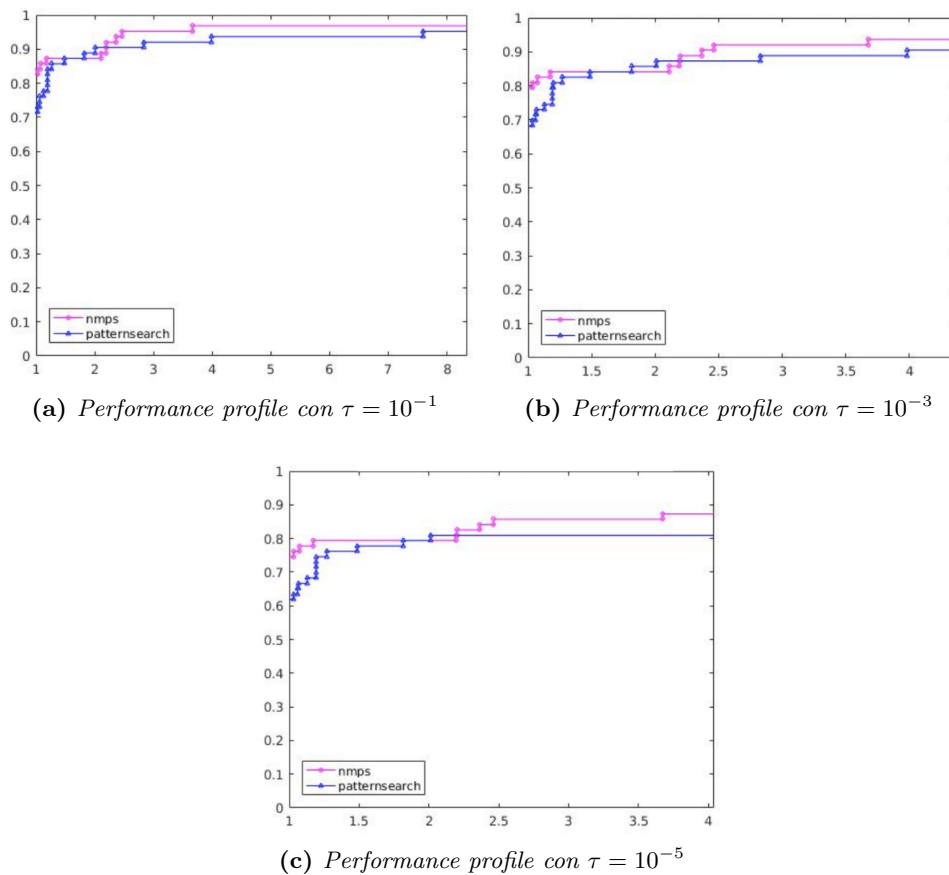 1
0.9
0.8
0.7
0.6
0.5
0.4
0.3
0.2
0.1
0
1 2 3 4 5 6 7 8
nmps
patternsearch
(a) Performance profile con τ = 10⁻¹
1
0.9
0.8
0.7
0.6
0.5
0.4
0.3
0.2
0.1
0
1 1.5 2 2.5 3 3.5 4
nmps
patternsearch
(b) Performance profile con τ = 10⁻³
1
0.9
0.8
0.7
0.6
0.5
0.4
0.3
0.2
0.1
0
1 1.5 2 2.5 3 3.5 4
nmps
patternsearch
(c) Performance profile con τ = 10⁻⁵